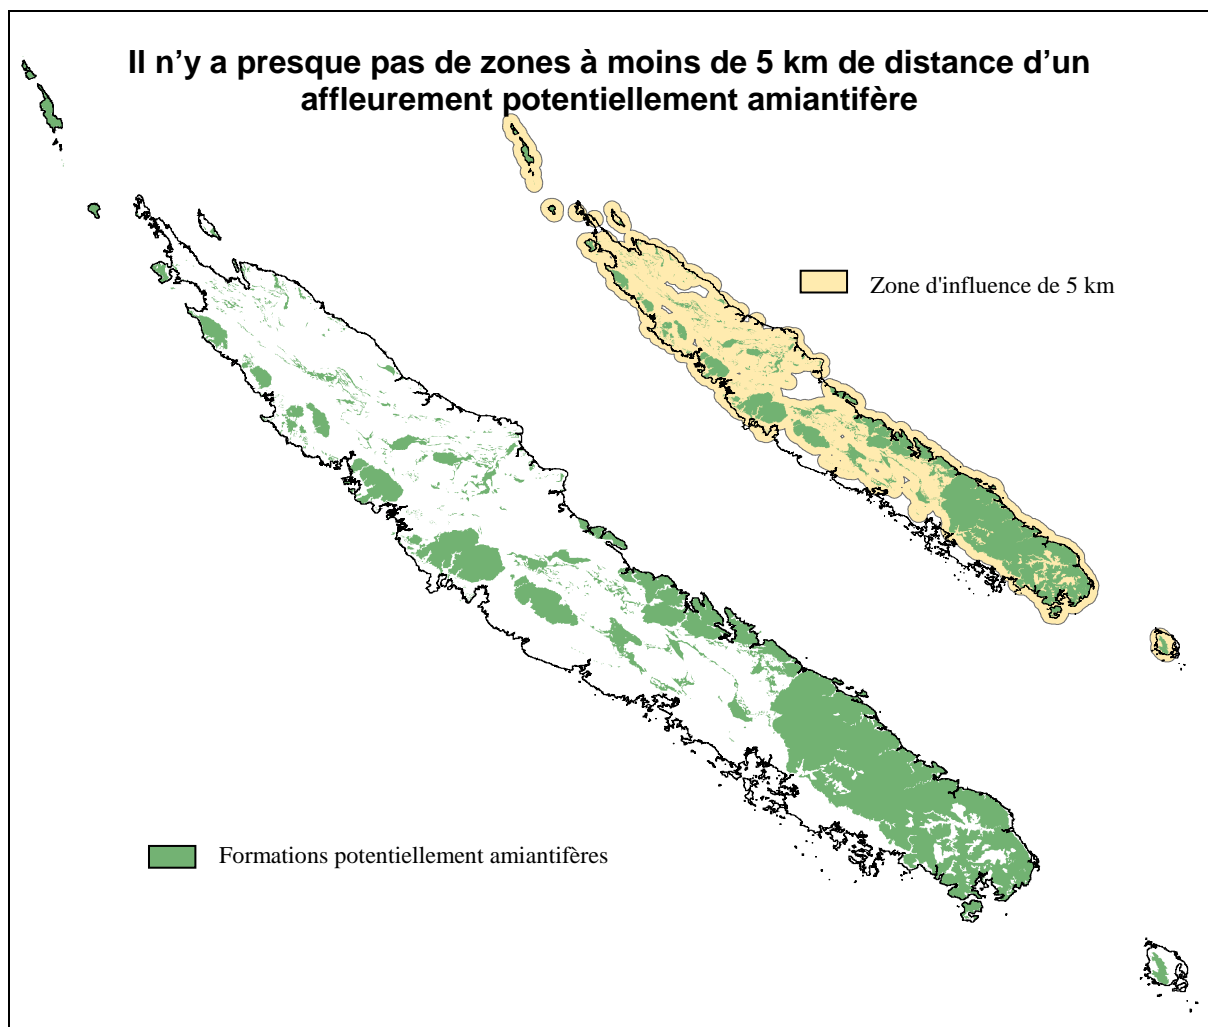 Il n’y a presque pas de zones à moins de 5 km de distance d’un
affleurement potentiellement amiantifère
Zone d'influence de 5 km
Formations potentiellement amiantifères